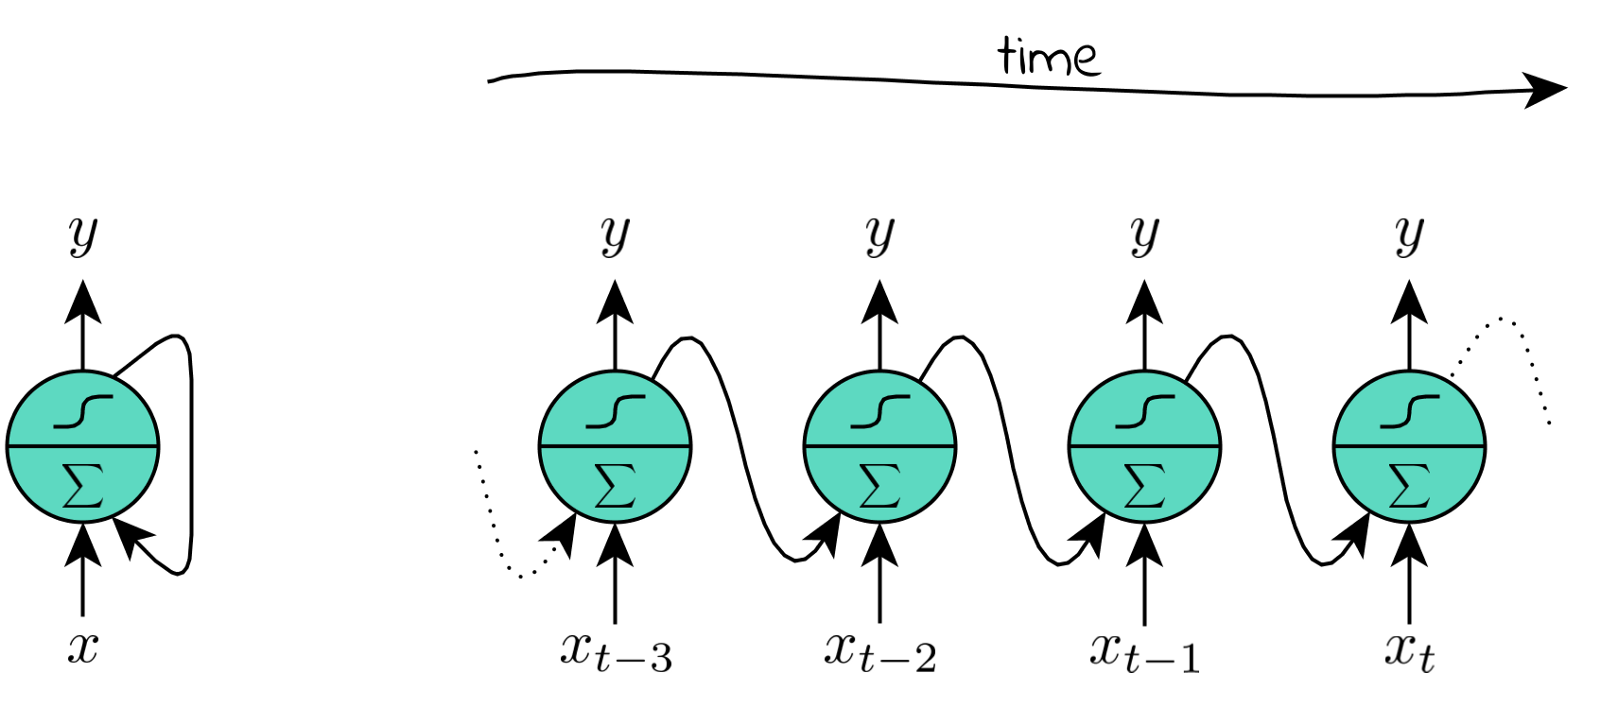 time
y y y y y
Σ Σ Σ Σ Σ
x x_{t-3} x_{t-2} x_{t-1} x_t